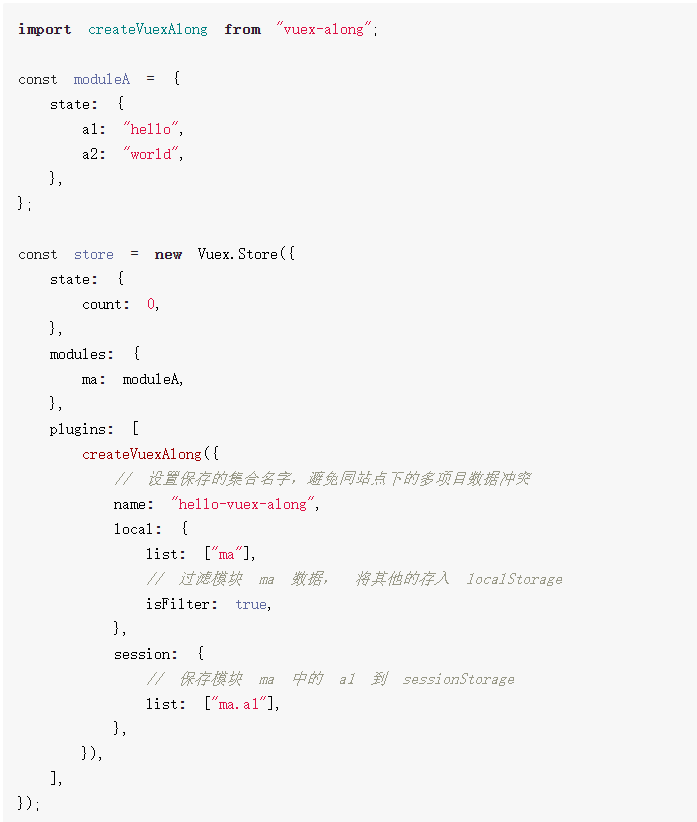 import createVuexAlong from "vuex-along";
const moduleA = {
state: {
a1: "hello",
a2: "world",
},
};
const store = new Vuex.Store({
state: {
count: 0,
},
modules: {
ma: moduleA,
},
plugins: [
createVuexAlong({
// 设置保存的集合名字，避免同站点下的多项目数据冲突
name: "hello-vuex-along",
local: {
list: ["ma"],
// 过滤模块 ma 数据， 将其他的存入 localStorage
isFilter: true,
},
session: {
// 保存模块 ma 中的 a1 到 sessionStorage
list: ["ma.a1"],
},
}),
],
});